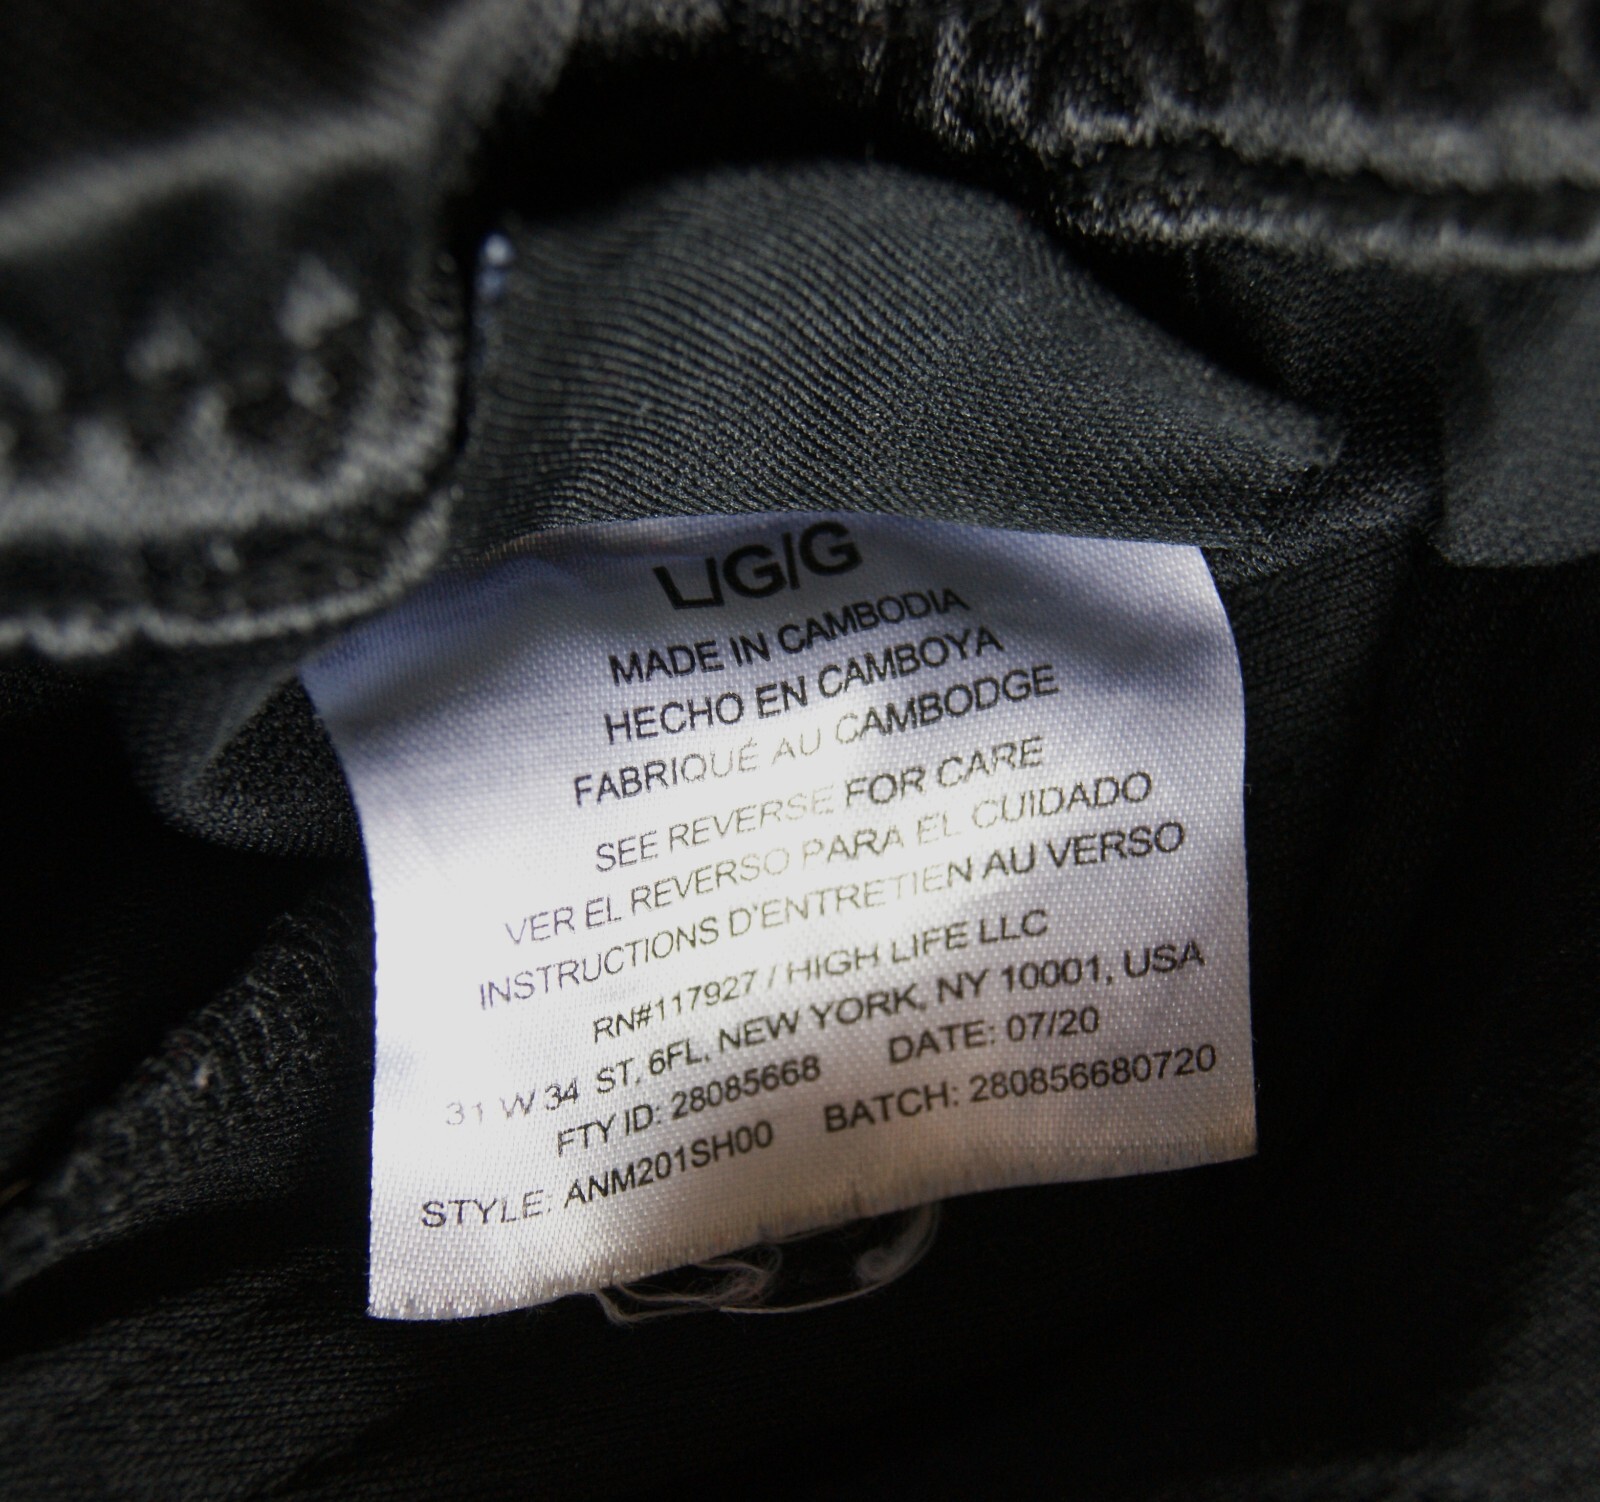 L/G/G
MADE IN CAMBODIA
HECHO EN CAMBOYA
FABRIQUÉ AU CAMBODGE
SEE REVERSE FOR CARE
VER EL REVERSO PARA EL CUIDADO
INSTRUCTIONS D'ENTRETIEN AU VERSO
RN#117927 / HIGH LIFE LLC
31 W 34 ST, 6FL, NEW YORK, NY 10001, USA
FTY ID: 28085668 DATE: 07/20
STYLE: ANM201SH00 BATCH: 280856680720